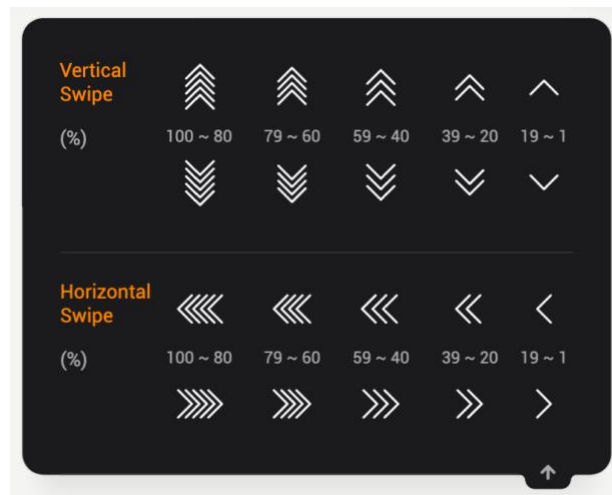 Vertical
Swipe
(%)
100 ~ 80 79 ~ 60 59 ~ 40 39 ~ 20 19 ~ 1
Horizontal
Swipe
(%)
100 ~ 80 79 ~ 60 59 ~ 40 39 ~ 20 19 ~ 1